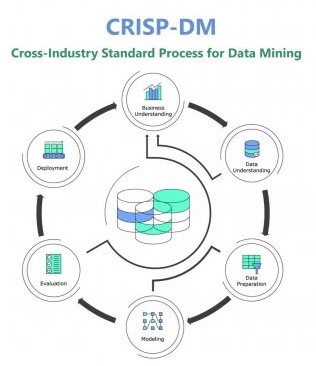 CRISP-DM
Cross-Industry Standard Process for Data Mining
Business
Understanding
Data
Understanding
Data
Preparation
Modeling
Evaluation
Deployment